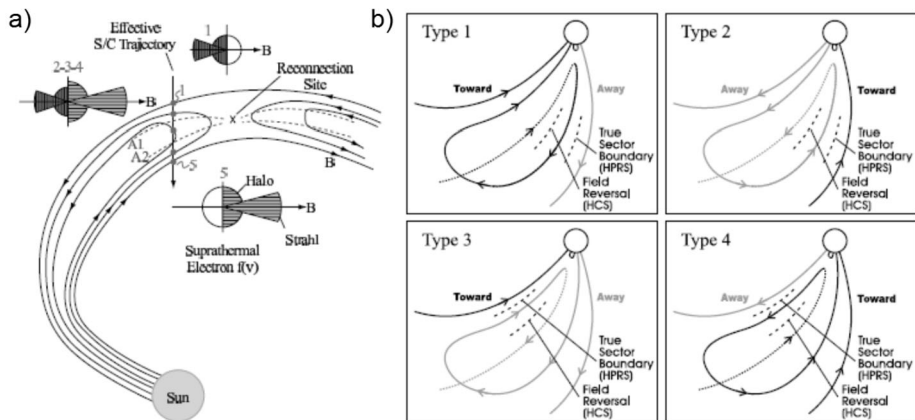 a)
Effective
S/C Trajectory
1
B
2-3-4
B
Reconnection
Site
1
x
A1
A2
5
B
5
Halo
B
Strahl
Suprathermal
Electron f(v)
Sun
b)
Type 1
Toward
Away
True
Sector
Boundary
(HPRS)
Field
Reversal
(HCS)
Type 2
Away
Toward
True
Sector
Boundary
(HPRS)
Field
Reversal
(HCS)
Type 3
Toward
Away
True
Sector
Boundary
(HPRS)
Field
Reversal
(HCS)
Type 4
Away
Toward
True
Sector
Boundary
(HPRS)
Field
Reversal
(HCS)